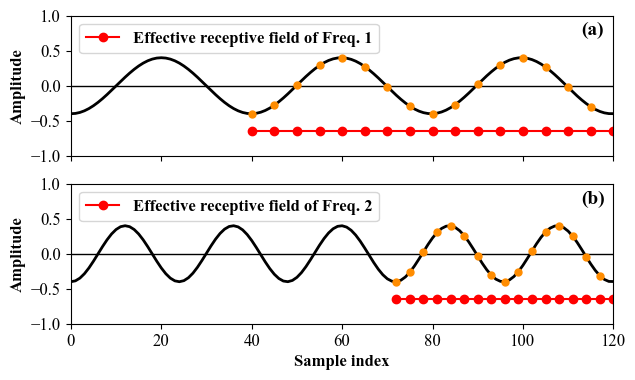 1.0
0.5
0.0
−0.5
−1.0
Amplitude
Effective receptive field of Freq. 1
(a)
1.0
0.5
0.0
−0.5
−1.0
Amplitude
Effective receptive field of Freq. 2
(b)
0 20 40 60 80 100 120
Sample index